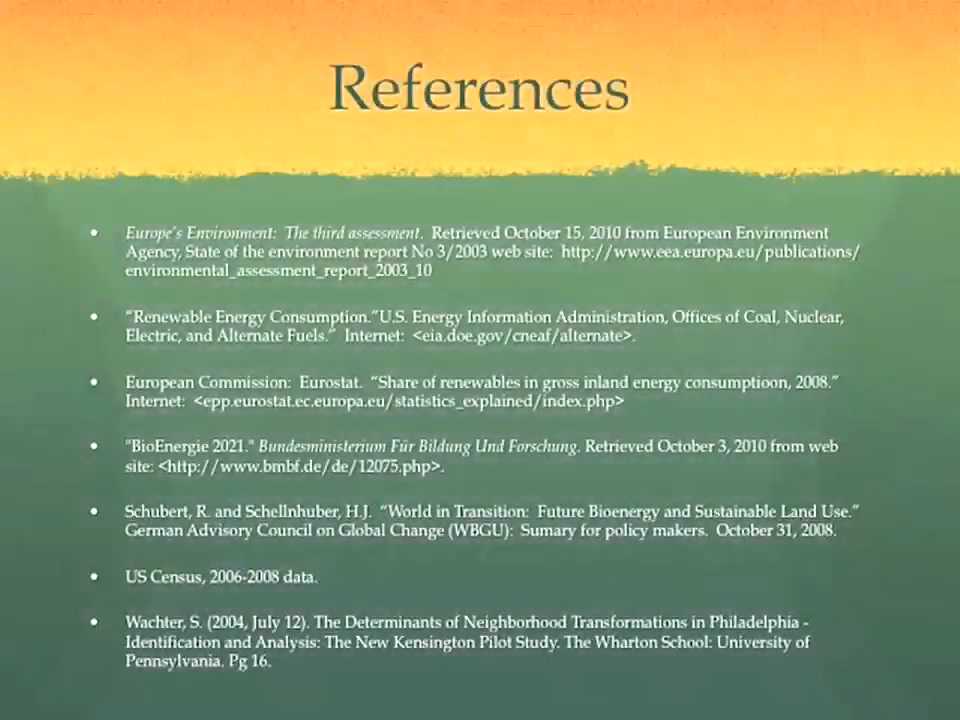 References
• Europe's Environment: The third assessment. Retrieved October 15, 2010 from European Environment
Agency, State of the environment report No 3/2003 web site: http://www.eea.europa.eu/publications/
environmental_assessment_report_2003_10
• “Renewable Energy Consumption.”U.S. Energy Information Administration, Offices of Coal, Nuclear,
Electric, and Alternate Fuels.” Internet: <eia.doe.gov/cneaf/alternate>.
• European Commission: Eurostat. “Share of renewables in gross inland energy consumptioon, 2008.”
Internet: <epp.eurostat.ec.europa.eu/statistics_explained/index.php>
• "BioEnergie 2021." Bundesministerium Für Bildung Und Forschung. Retrieved October 3, 2010 from web
site: <http://www.bmbf.de/de/12075.php>.
• Schubert, R. and Schellnhuber, H.J. “World in Transition: Future Bioenergy and Sustainable Land Use.”
German Advisory Council on Global Change (WBGU): Sumary for policy makers. October 31, 2008.
• US Census, 2006-2008 data.
• Wachter, S. (2004, July 12). The Determinants of Neighborhood Transformations in Philadelphia -
Identification and Analysis: The New Kensington Pilot Study. The Wharton School: University of
Pennsylvania. Pg 16.